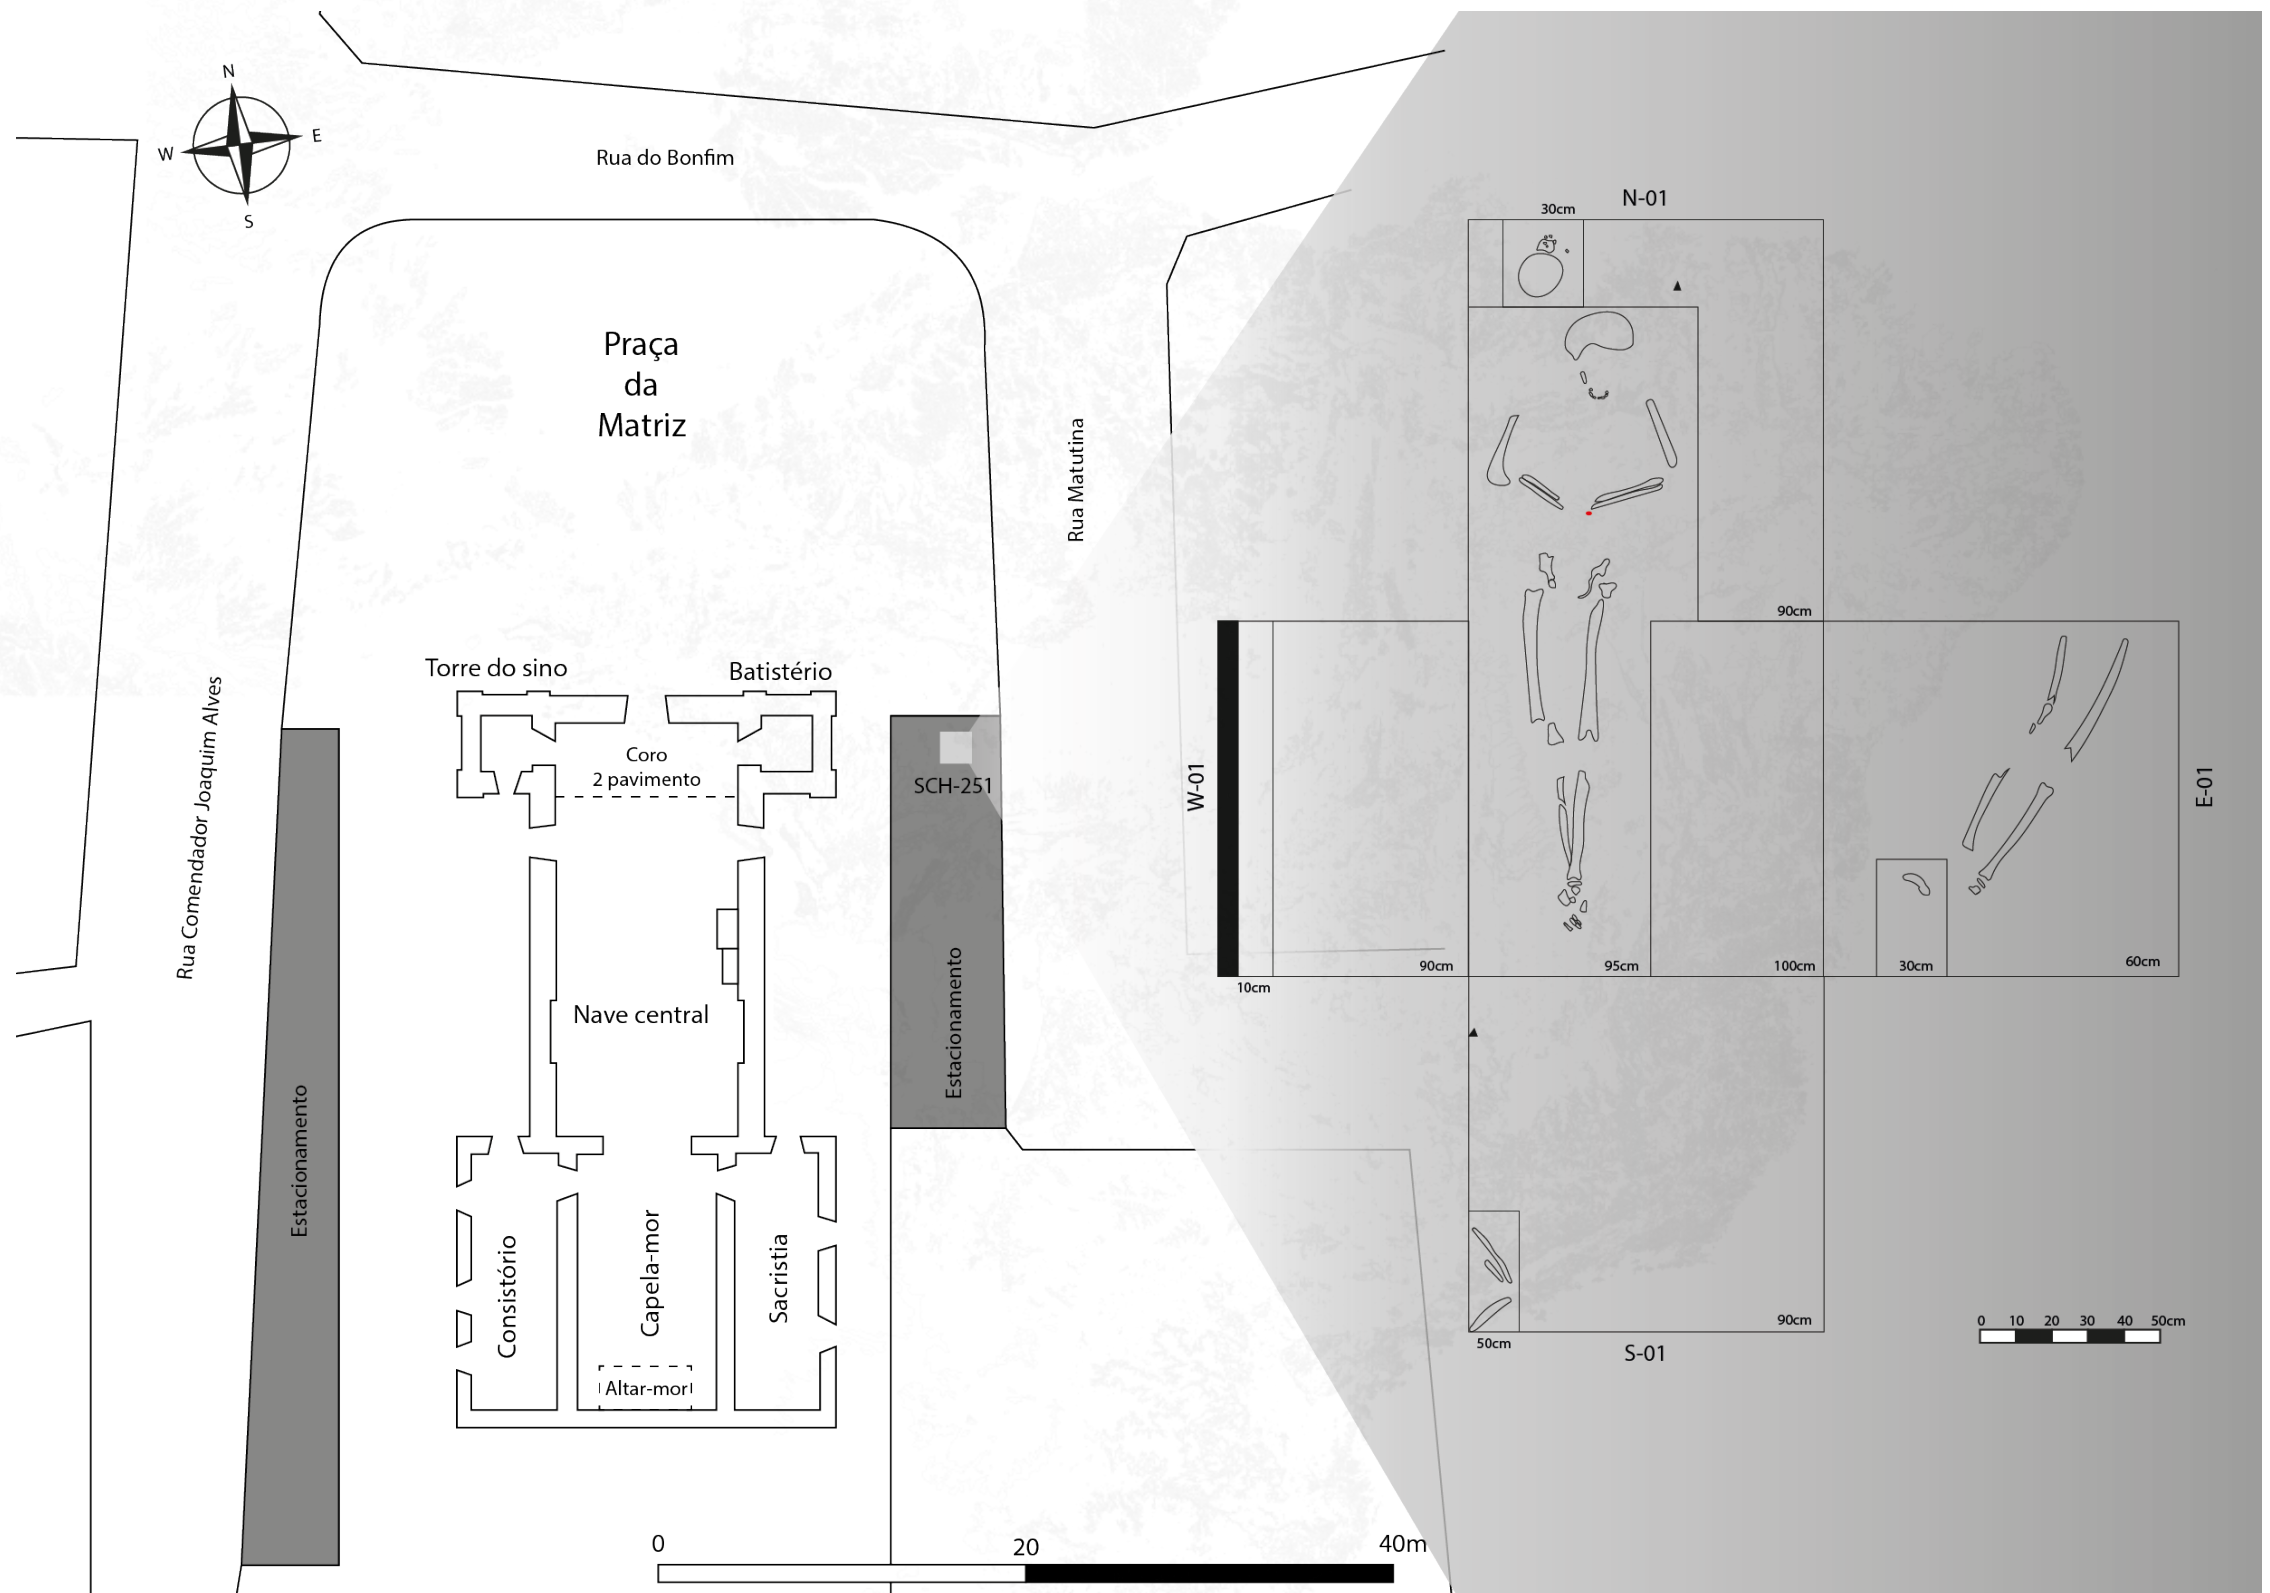 N
W
E
S
Rua do Bonfim
Praça
da
Matriz
Rua Matutina
Rua Comendador Joaquim Alves
Torre do sino
Batistério
Coro
2 pavimento
SCH-251
Nave central
Estacionamento
Estacionamento
Consistório
Capela-mor
Sacristia
Altar-mor
0
20
40m
N-01
30cm
90cm
W-01
E-01
90cm
95cm
100cm
30cm
60cm
10cm
90cm
50cm
S-01
0 10 20 30 40 50cm